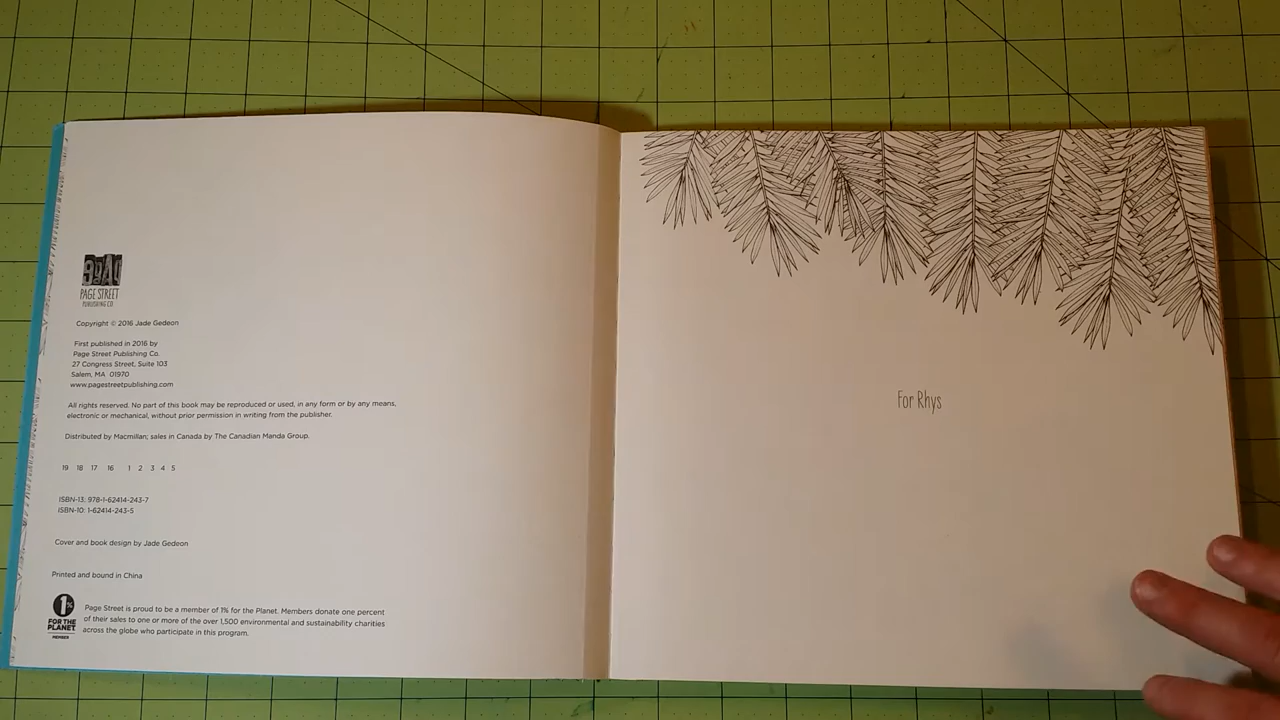 PAGE STREET
PUBLISHING CO.
Copyright © 2016 Jade Gedeon
First published in 2016 by
Page Street Publishing Co.
27 Congress Street, Suite 103
Salem, MA 01970
www.pagestreetpublishing.com
All rights reserved. No part of this book may be reproduced or used, in any form or by any means,
electronic or mechanical, without prior permission in writing from the publisher.
Distributed by Macmillan; sales in Canada by The Canadian Manda Group.
19 18 17 16 1 2 3 4 5
ISBN-13: 978-1-62414-243-7
ISBN-10: 1-62414-243-5
Cover and book design by Jade Gedeon
Printed and bound in China
1%
FOR THE
PLANET
MEMBER
Page Street is proud to be a member of 1% for the Planet. Members donate one percent
of their sales to one or more of the over 1,500 environmental and sustainability charities
across the globe who participate in this program.
For Rhys